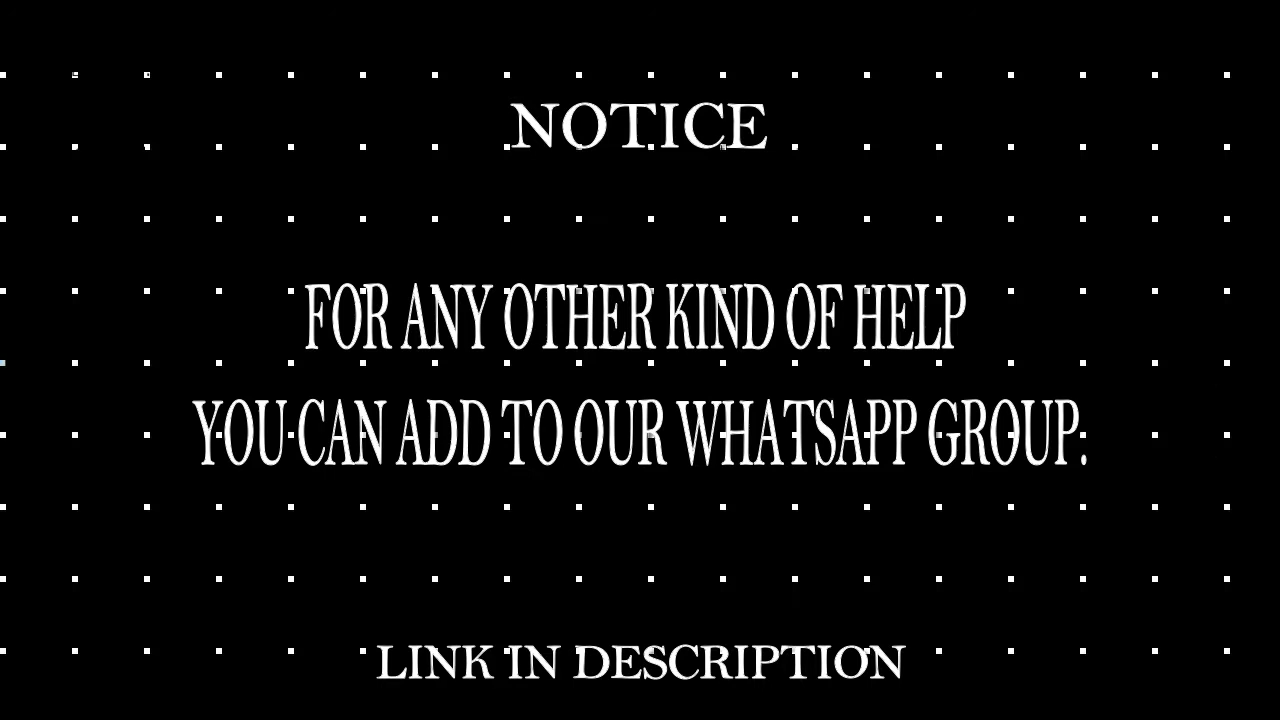 NOTICE
FOR ANY OTHER KIND OF HELP
YOU CAN ADD TO OUR WHATSAPP GROUP.
LINK IN DESCRIPTION